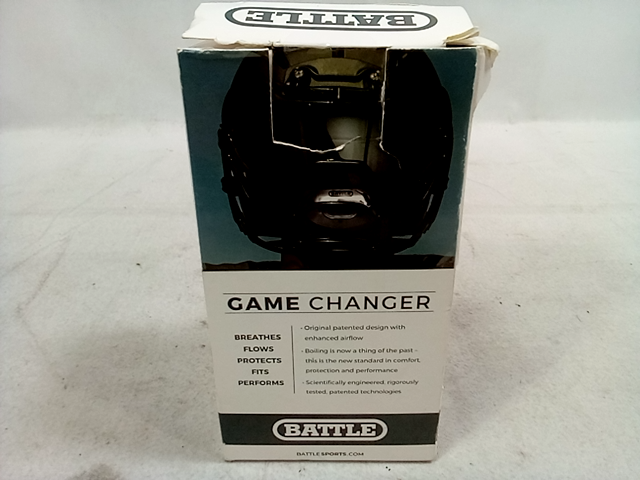 BATTLE
GAME CHANGER
BREATHES
FLOWS
PROTECTS
FITS
PERFORMS
- Original patented design with
enhanced airflow
- Boiling is now a thing of the past –
this is the new standard in comfort,
protection and performance
- Scientifically engineered, rigorously
tested, patented technologies
BATTLE
BATTLESPORTS.COM